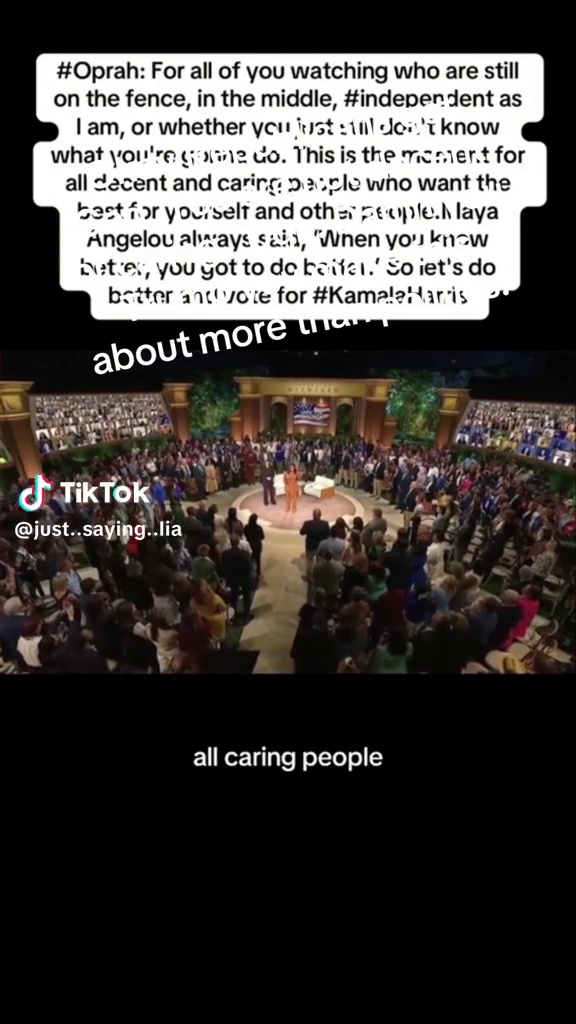 #Oprah: For all of you watching who are still
on the fence, in the middle, #independent as
I am, or whether you just still don't know
what you're gonna do. This is the moment for
all decent and caring people who want the
best for yourself and other people. Maya
Angelou always said, 'When you know
better, you got to do better.' So let's do
better and vote for #KamalaHarris
about more than
TikTok
@just..saying..lia
all caring people